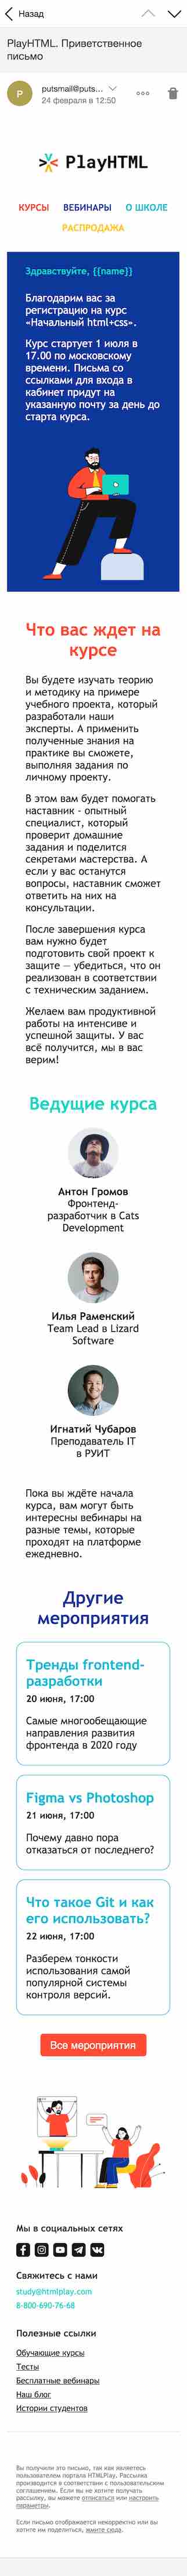 Назад
PlayHTML. Приветственное
письмо
P
putsmail@puts...
24 февраля в 12:50
PlayHTML
КУРСЫ ВЕБИНАРЫ О ШКОЛЕ
РАСПРОДАЖА
Здравствуйте, {{name}}
Благодарим вас за
регистрацию на курс
«Начальный html+css».
Курс стартует 1 июля в
17.00 по московскому
времени. Письма со
ссылками для входа в
кабинет придут на
указанную почту за день до
старта курса.
Что вас ждет на
курсе
Вы будете изучать теорию
и методику на примере
учебного проекта, который
разработали наши
эксперты. А применить
полученные знания на
практике вы сможете,
выполняя задания по
личному проекту.
В этом вам будет помогать
наставник - опытный
специалист, который
проверит домашние
задания и поделится
секретами мастерства. А
если у вас останутся
вопросы, наставник сможет
ответить на них на
консультации.
После завершения курса
вам нужно будет
подготовить свой проект к
защите — убедиться, что он
реализован в соответствии
с техническим заданием.
Желаем вам продуктивной
работы на интенсиве и
успешной защиты. У вас
всё получится, мы в вас
верим!
Ведущие курса
Антон Громов
Фронтенд-
разработчик в Cats
Development
Илья Раменский
Team Lead в Lizard
Software
Игнатий Чубаров
Преподаватель IT
в РУИТ
Пока вы ждёте начала
курса, вам могут быть
интересны вебинары на
разные темы, которые
проходят на платформе
ежедневно.
Другие
мероприятия
Тренды frontend-
разработки
20 июня, 17:00
Самые многообещающие
направления развития
фронтенда в 2020 году
Figma vs Photoshop
21 июня, 17:00
Почему давно пора
отказаться от последнего?
Что такое Git и как
его использовать?
22 июня, 17:00
Разберем тонкости
использования самой
популярной системы
контроля версий.
Все мероприятия
Мы в социальных сетях
Свяжитесь с нами
study@htmlplay.com
8-800-690-76-68
Полезные ссылки
Обучающие курсы
Тесты
Бесплатные вебинары
Наш блог
Истории студентов
Вы получили это письмо, так как являетесь
пользователем портала HTMLPlay. Рассылка
производится в соответствии с пользовательским
соглашением. Если вы не хотите получать
рассылку, вы можете отписаться или настроить
параметры.
Если письмо отображается некорректно или вы
хотите им поделиться, жмите сюда.